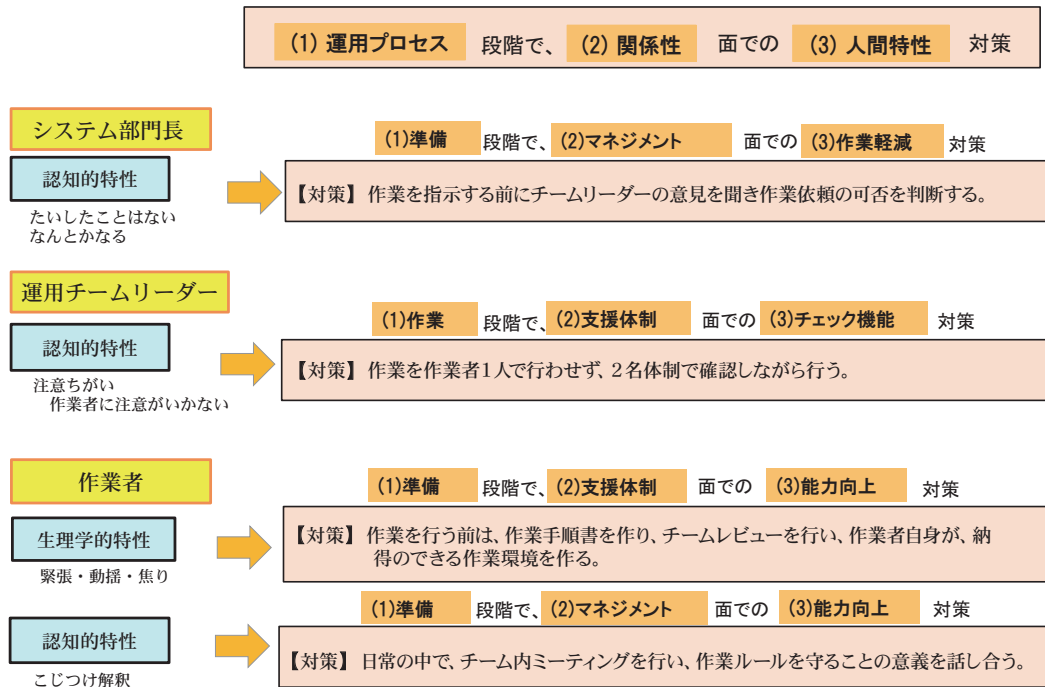 (1) 運用プロセス 段階で、 (2) 関係性 面での (3) 人間特性 対策
システム部門長
(1)準備 段階で、 (2)マネジメント 面での (3)作業軽減 対策
認知的特性
【対策】 作業を指示する前にチームリーダーの意見を聞き作業依頼の可否を判断する。
たいしたことはない
なんとかなる
運用チームリーダー
(1)作業 段階で、 (2)支援体制 面での (3)チェック機能 対策
認知的特性
【対策】 作業を作業者1人で行わせず、2名体制で確認しながら行う。
注意ちがい
作業者に注意がいかない
作業者
(1)準備 段階で、 (2)支援体制 面での (3)能力向上 対策
生理学的特性
【対策】 作業を行う前は、作業手順書を作り、チームレビューを行い、作業者自身が、納
得のできる作業環境を作る。
緊張・動揺・焦り
(1)準備 段階で、 (2)マネジメント 面での (3)能力向上 対策
認知的特性
【対策】 日常の中で、チーム内ミーティングを行い、作業ルールを守ることの意義を話し合う。
こじつけ解釈